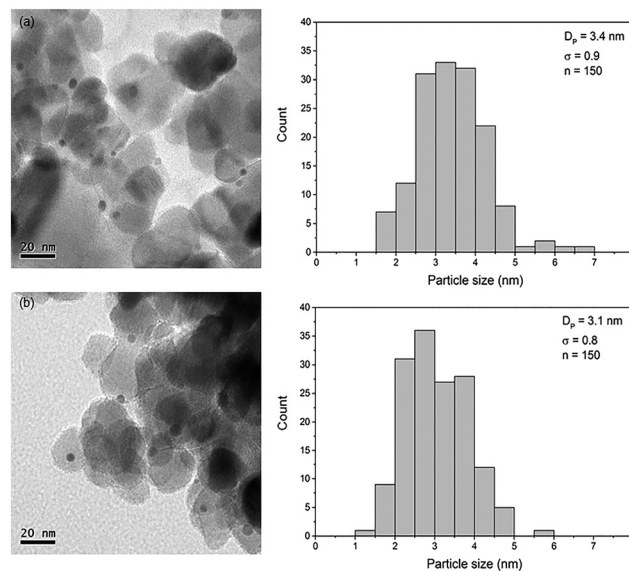 (a)
20 nm
D_P = 3.4 nm
σ = 0.9
n = 150
40
35
30
25
20
15
10
5
0
Count
0 1 2 3 4 5 6 7
Particle size (nm)
(b)
20 nm
D_P = 3.1 nm
σ = 0.8
n = 150
40
35
30
25
20
15
10
5
0
Count
0 1 2 3 4 5 6 7
Particle size (nm)